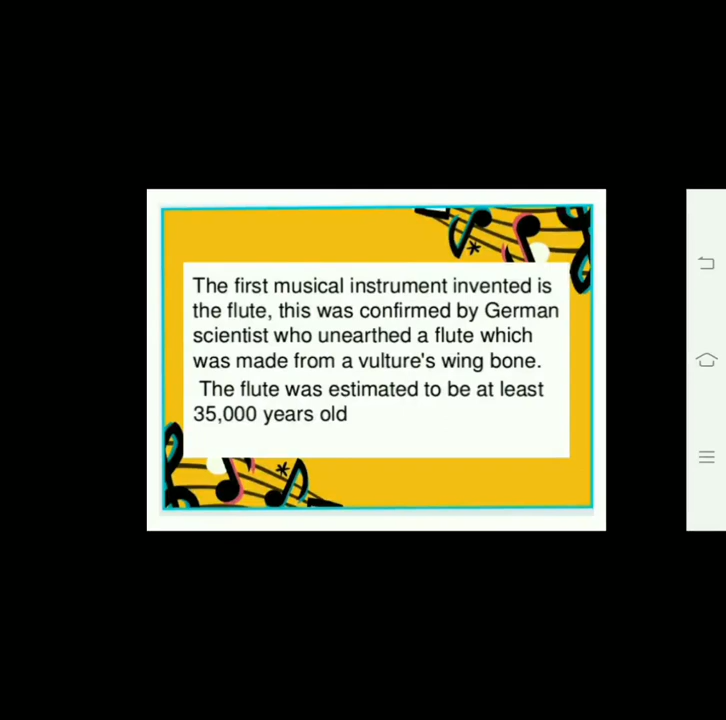 The first musical instrument invented is
the flute, this was confirmed by German
scientist who unearthed a flute which
was made from a vulture's wing bone.
The flute was estimated to be at least
35,000 years old